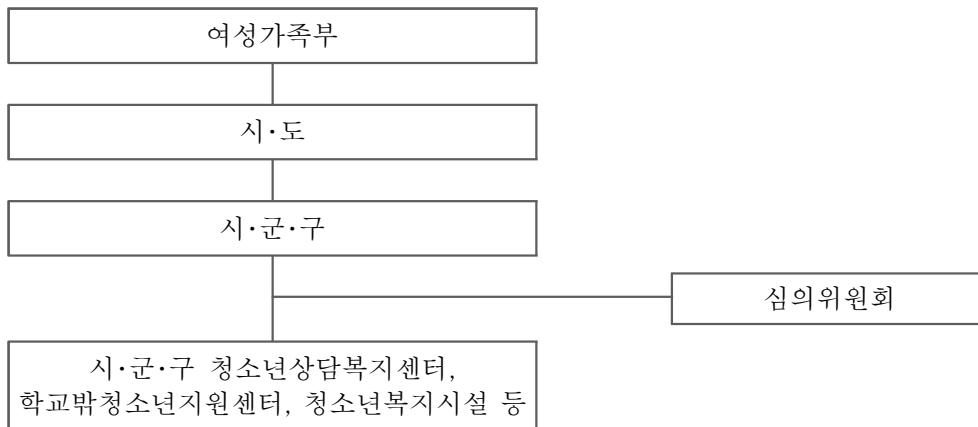 여성가족부
시·도
시·군·구
심의위원회
시·군·구 청소년상담복지센터,
학교밖청소년지원센터, 청소년복지시설 등